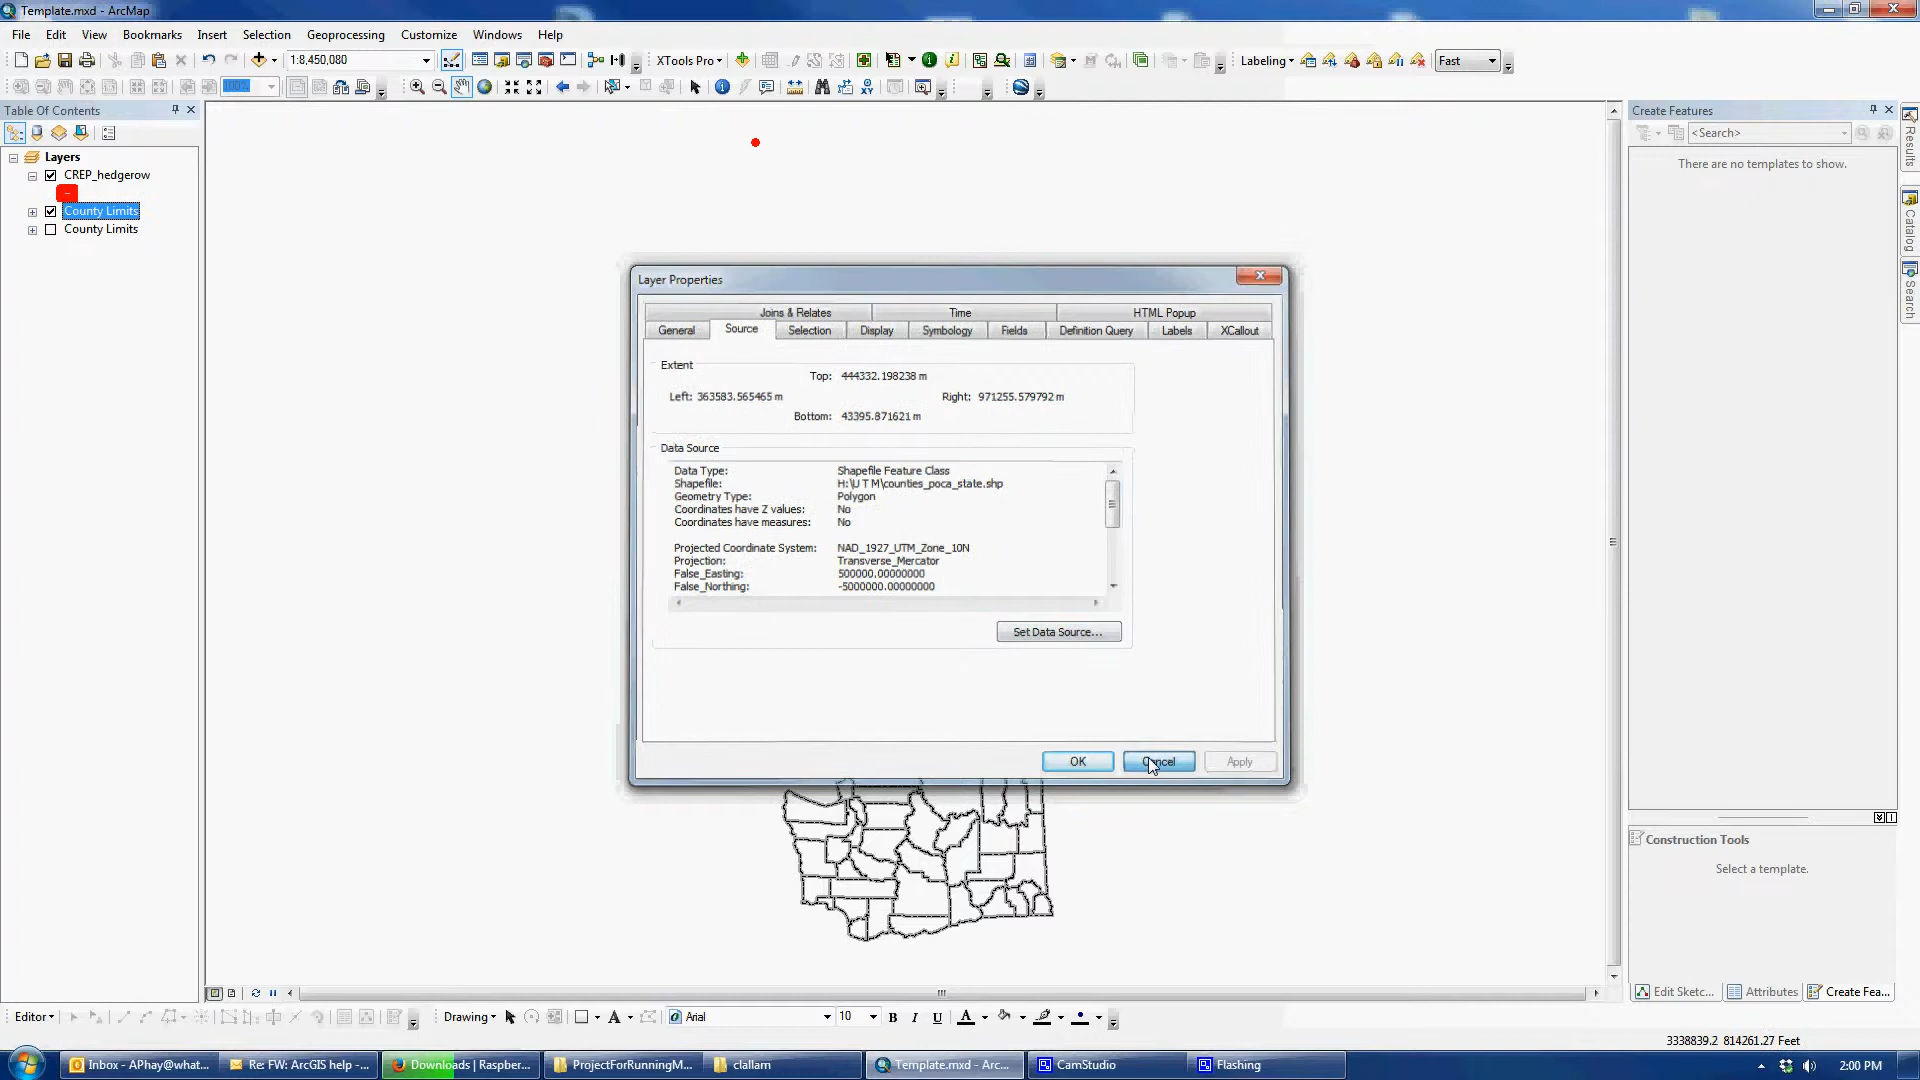 Template.mxd - ArcMap
File Edit View Bookmarks Insert Selection Geoprocessing Customize Windows Help
1:8,450,080 XTools Pro Labeling Fast
100%
Table Of Contents
Create Features
<Search>
There are no templates to show.
Layers
CREP_hedgerow
County Limits
County Limits
Results
Catalog
Search
Layer Properties
Joins & Relates Time HTML Popup
General Source Selection Display Symbology Fields Definition Query Labels XCallout
Extent
Top: 444332.198238 m
Left: 363583.565465 m Right: 971255.579792 m
Bottom: 43395.871621 m
Data Source
Data Type: Shapefile Feature Class
Shapefile: H:\U T M\counties_poca_state.shp
Geometry Type: Polygon
Coordinates have Z values: No
Coordinates have measures: No
Projected Coordinate System: NAD_1927_UTM_Zone_10N
Projection: Transverse_Mercator
False_Easting: 500000.00000000
False_Northing: -5000000.00000000
Set Data Source...
OK Cancel Apply
Construction Tools
Select a template.
Edit Sketc... Attributes Create Fea...
Editor Drawing Arial 10 B I U A
3338839.2 814261.27 Feet
Inbox - APhay@what... Re: FW: ArcGIS help -... Downloads | Raspber... ProjectForRunningM... clallam Template.mxd - Arc... CamStudio Flashing 2:00 PM